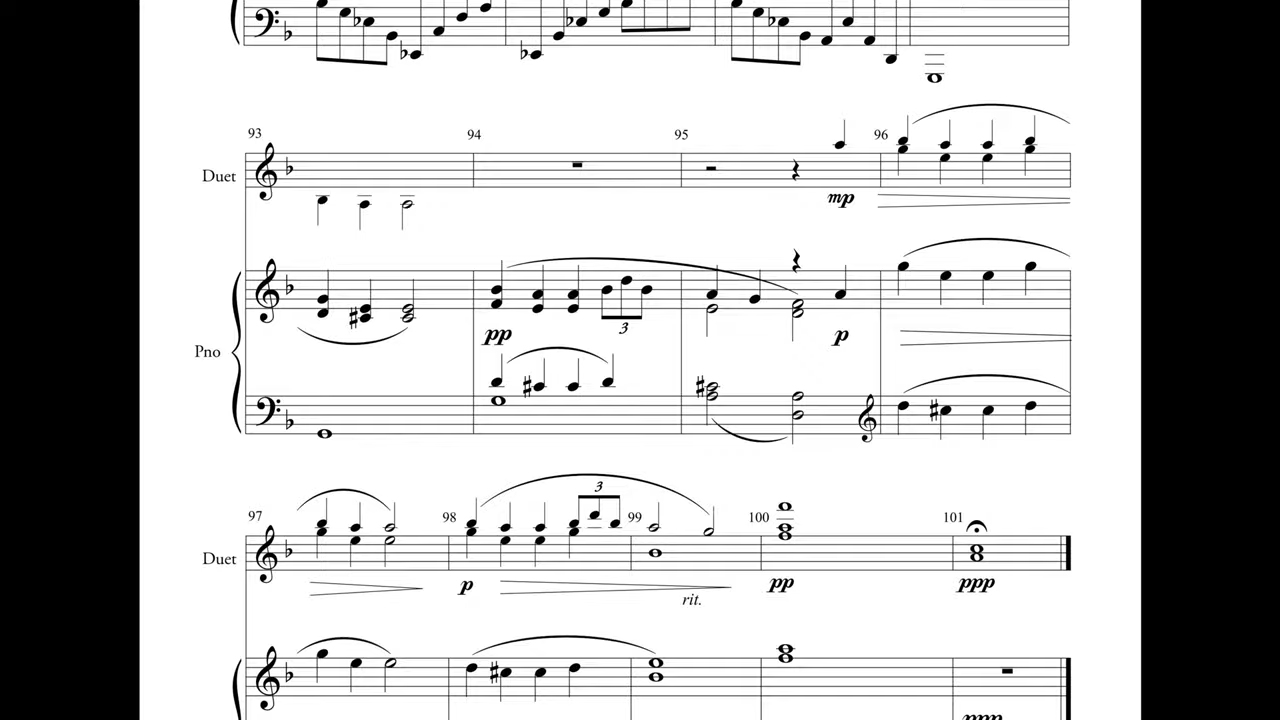 93 94 95 96
Duet
mp
3
pp p
Pno
3
97 98 99 100 101
Duet
p pp ppp
rit.